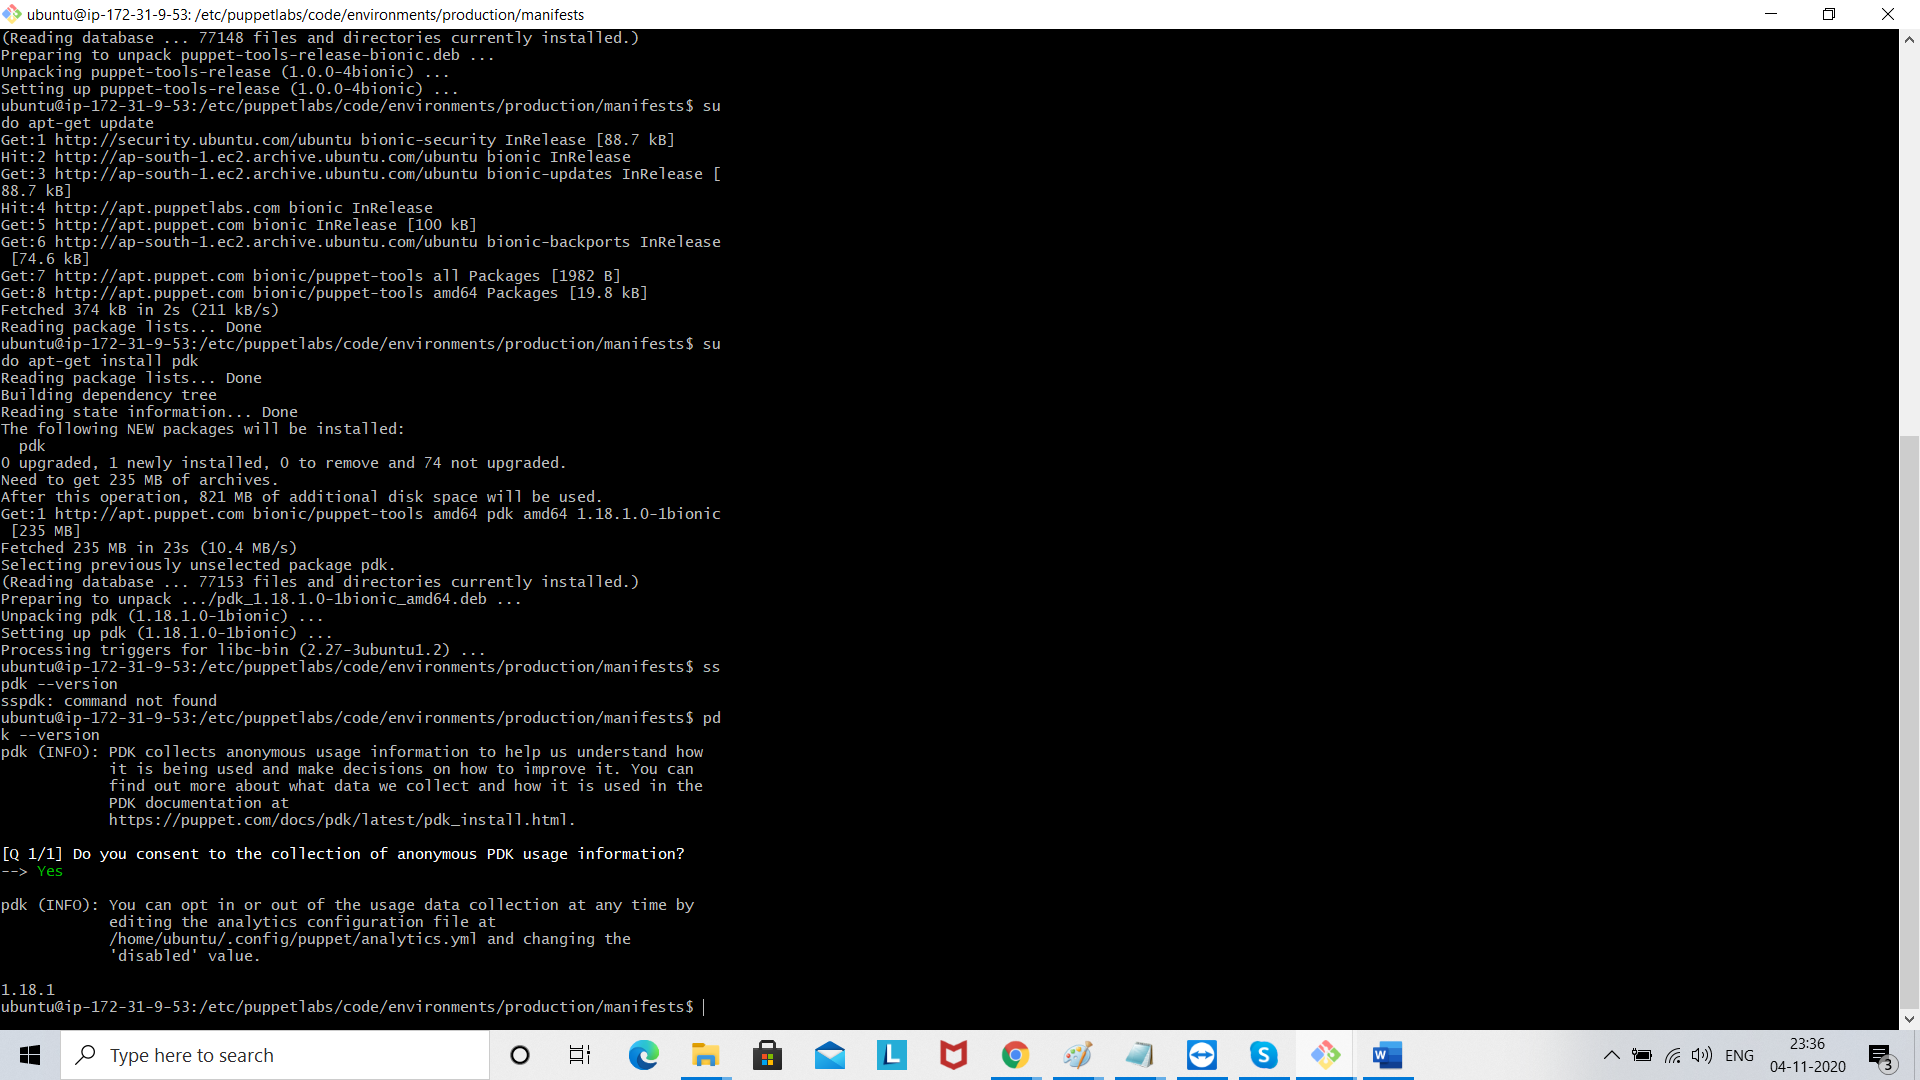 ubuntu@ip-172-31-9-53: /etc/puppetlabs/code/environments/production/manifests
(Reading database ... 77148 files and directories currently installed.)
Preparing to unpack puppet-tools-release-bionic.deb ...
Unpacking puppet-tools-release (1.0.0-4bionic) ...
Setting up puppet-tools-release (1.0.0-4bionic) ...
ubuntu@ip-172-31-9-53:/etc/puppetlabs/code/environments/production/manifests$ su
do apt-get update
Get:1 http://security.ubuntu.com/ubuntu bionic-security InRelease [88.7 kB]
Hit:2 http://ap-south-1.ec2.archive.ubuntu.com/ubuntu bionic InRelease
Get:3 http://ap-south-1.ec2.archive.ubuntu.com/ubuntu bionic-updates InRelease [
88.7 kB]
Hit:4 http://apt.puppetlabs.com bionic InRelease
Get:5 http://apt.puppet.com bionic InRelease [100 kB]
Get:6 http://ap-south-1.ec2.archive.ubuntu.com/ubuntu bionic-backports InRelease
 [74.6 kB]
Get:7 http://apt.puppet.com bionic/puppet-tools all Packages [1982 B]
Get:8 http://apt.puppet.com bionic/puppet-tools amd64 Packages [19.8 kB]
Fetched 374 kB in 2s (211 kB/s)
Reading package lists... Done
ubuntu@ip-172-31-9-53:/etc/puppetlabs/code/environments/production/manifests$ su
do apt-get install pdk
Reading package lists... Done
Building dependency tree
Reading state information... Done
The following NEW packages will be installed:
  pdk
0 upgraded, 1 newly installed, 0 to remove and 74 not upgraded.
Need to get 235 MB of archives.
After this operation, 821 MB of additional disk space will be used.
Get:1 http://apt.puppet.com bionic/puppet-tools amd64 pdk amd64 1.18.1.0-1bionic
 [235 MB]
Fetched 235 MB in 23s (10.4 MB/s)
Selecting previously unselected package pdk.
(Reading database ... 77153 files and directories currently installed.)
Preparing to unpack .../pdk_1.18.1.0-1bionic_amd64.deb ...
Unpacking pdk (1.18.1.0-1bionic) ...
Setting up pdk (1.18.1.0-1bionic) ...
Processing triggers for libc-bin (2.27-3ubuntu1.2) ...
ubuntu@ip-172-31-9-53:/etc/puppetlabs/code/environments/production/manifests$ ss
pdk --version
sspdk: command not found
ubuntu@ip-172-31-9-53:/etc/puppetlabs/code/environments/production/manifests$ pd
k --version
pdk (INFO): PDK collects anonymous usage information to help us understand how
            it is being used and make decisions on how to improve it. You can
            find out more about what data we collect and how it is used in the
            PDK documentation at
            https://puppet.com/docs/pdk/latest/pdk_install.html.
[Q 1/1] Do you consent to the collection of anonymous PDK usage information?
--> Yes
pdk (INFO): You can opt in or out of the usage data collection at any time by
            editing the analytics configuration file at
            /home/ubuntu/.config/puppet/analytics.yml and changing the
            'disabled' value.
1.18.1
ubuntu@ip-172-31-9-53:/etc/puppetlabs/code/environments/production/manifests$
Type here to search
L
S
W
ENG
23:36
04-11-2020
3